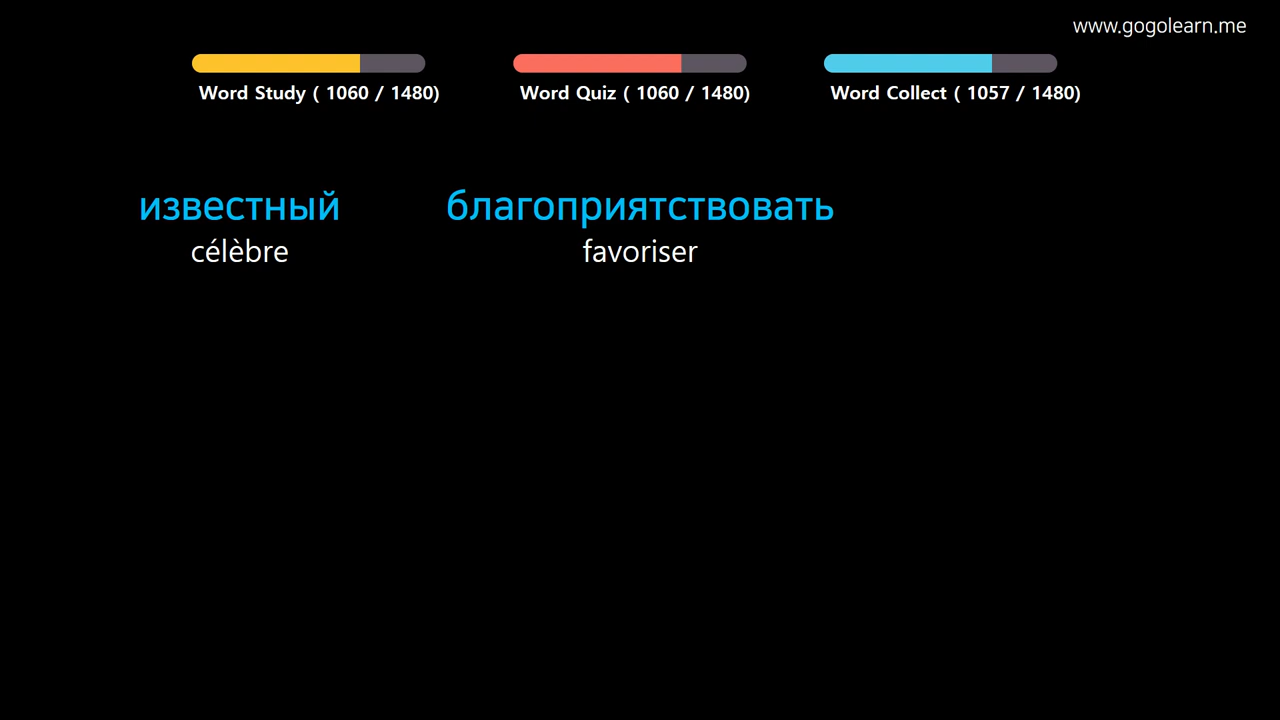 www.gogolearn.me
Word Study ( 1060 / 1480)
Word Quiz ( 1060 / 1480)
Word Collect ( 1057 / 1480)
известный
célèbre
благоприятствовать
favoriser